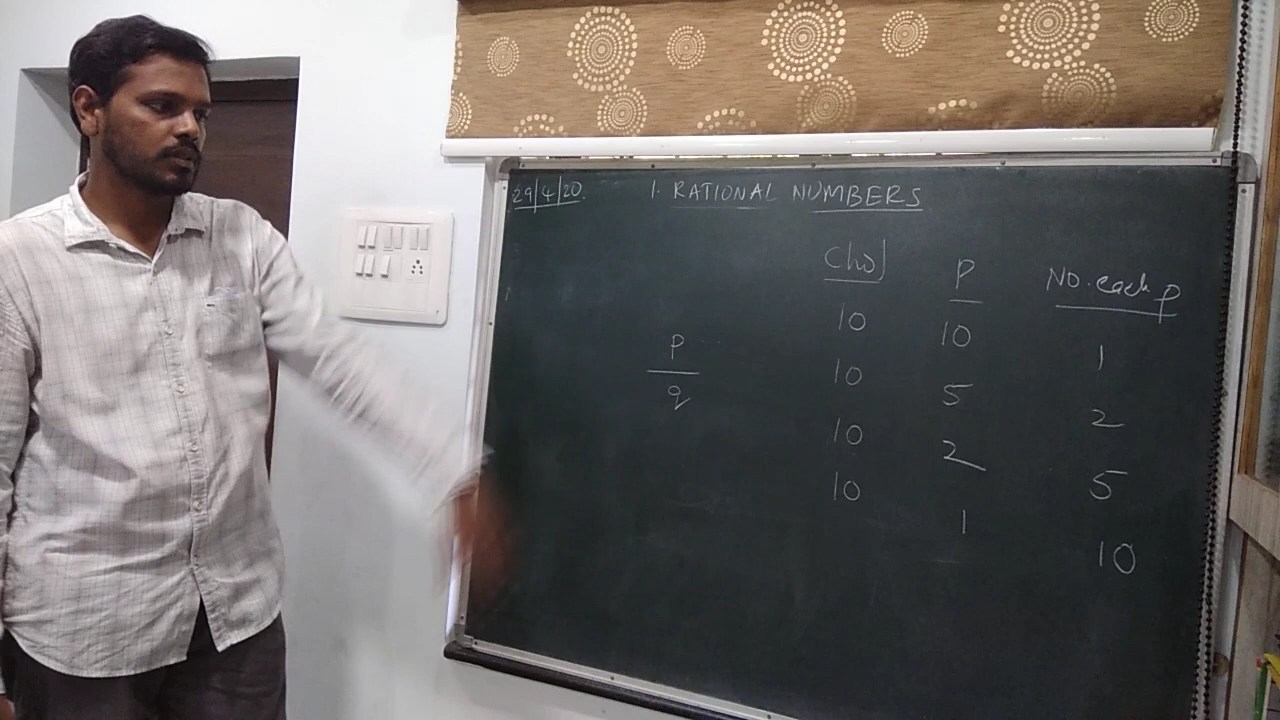 29/4/20. 1. RATIONAL NUMBERS
Chol P No. each p
10 10 1
10 5 2
10 2 5
10 1 10
p
q